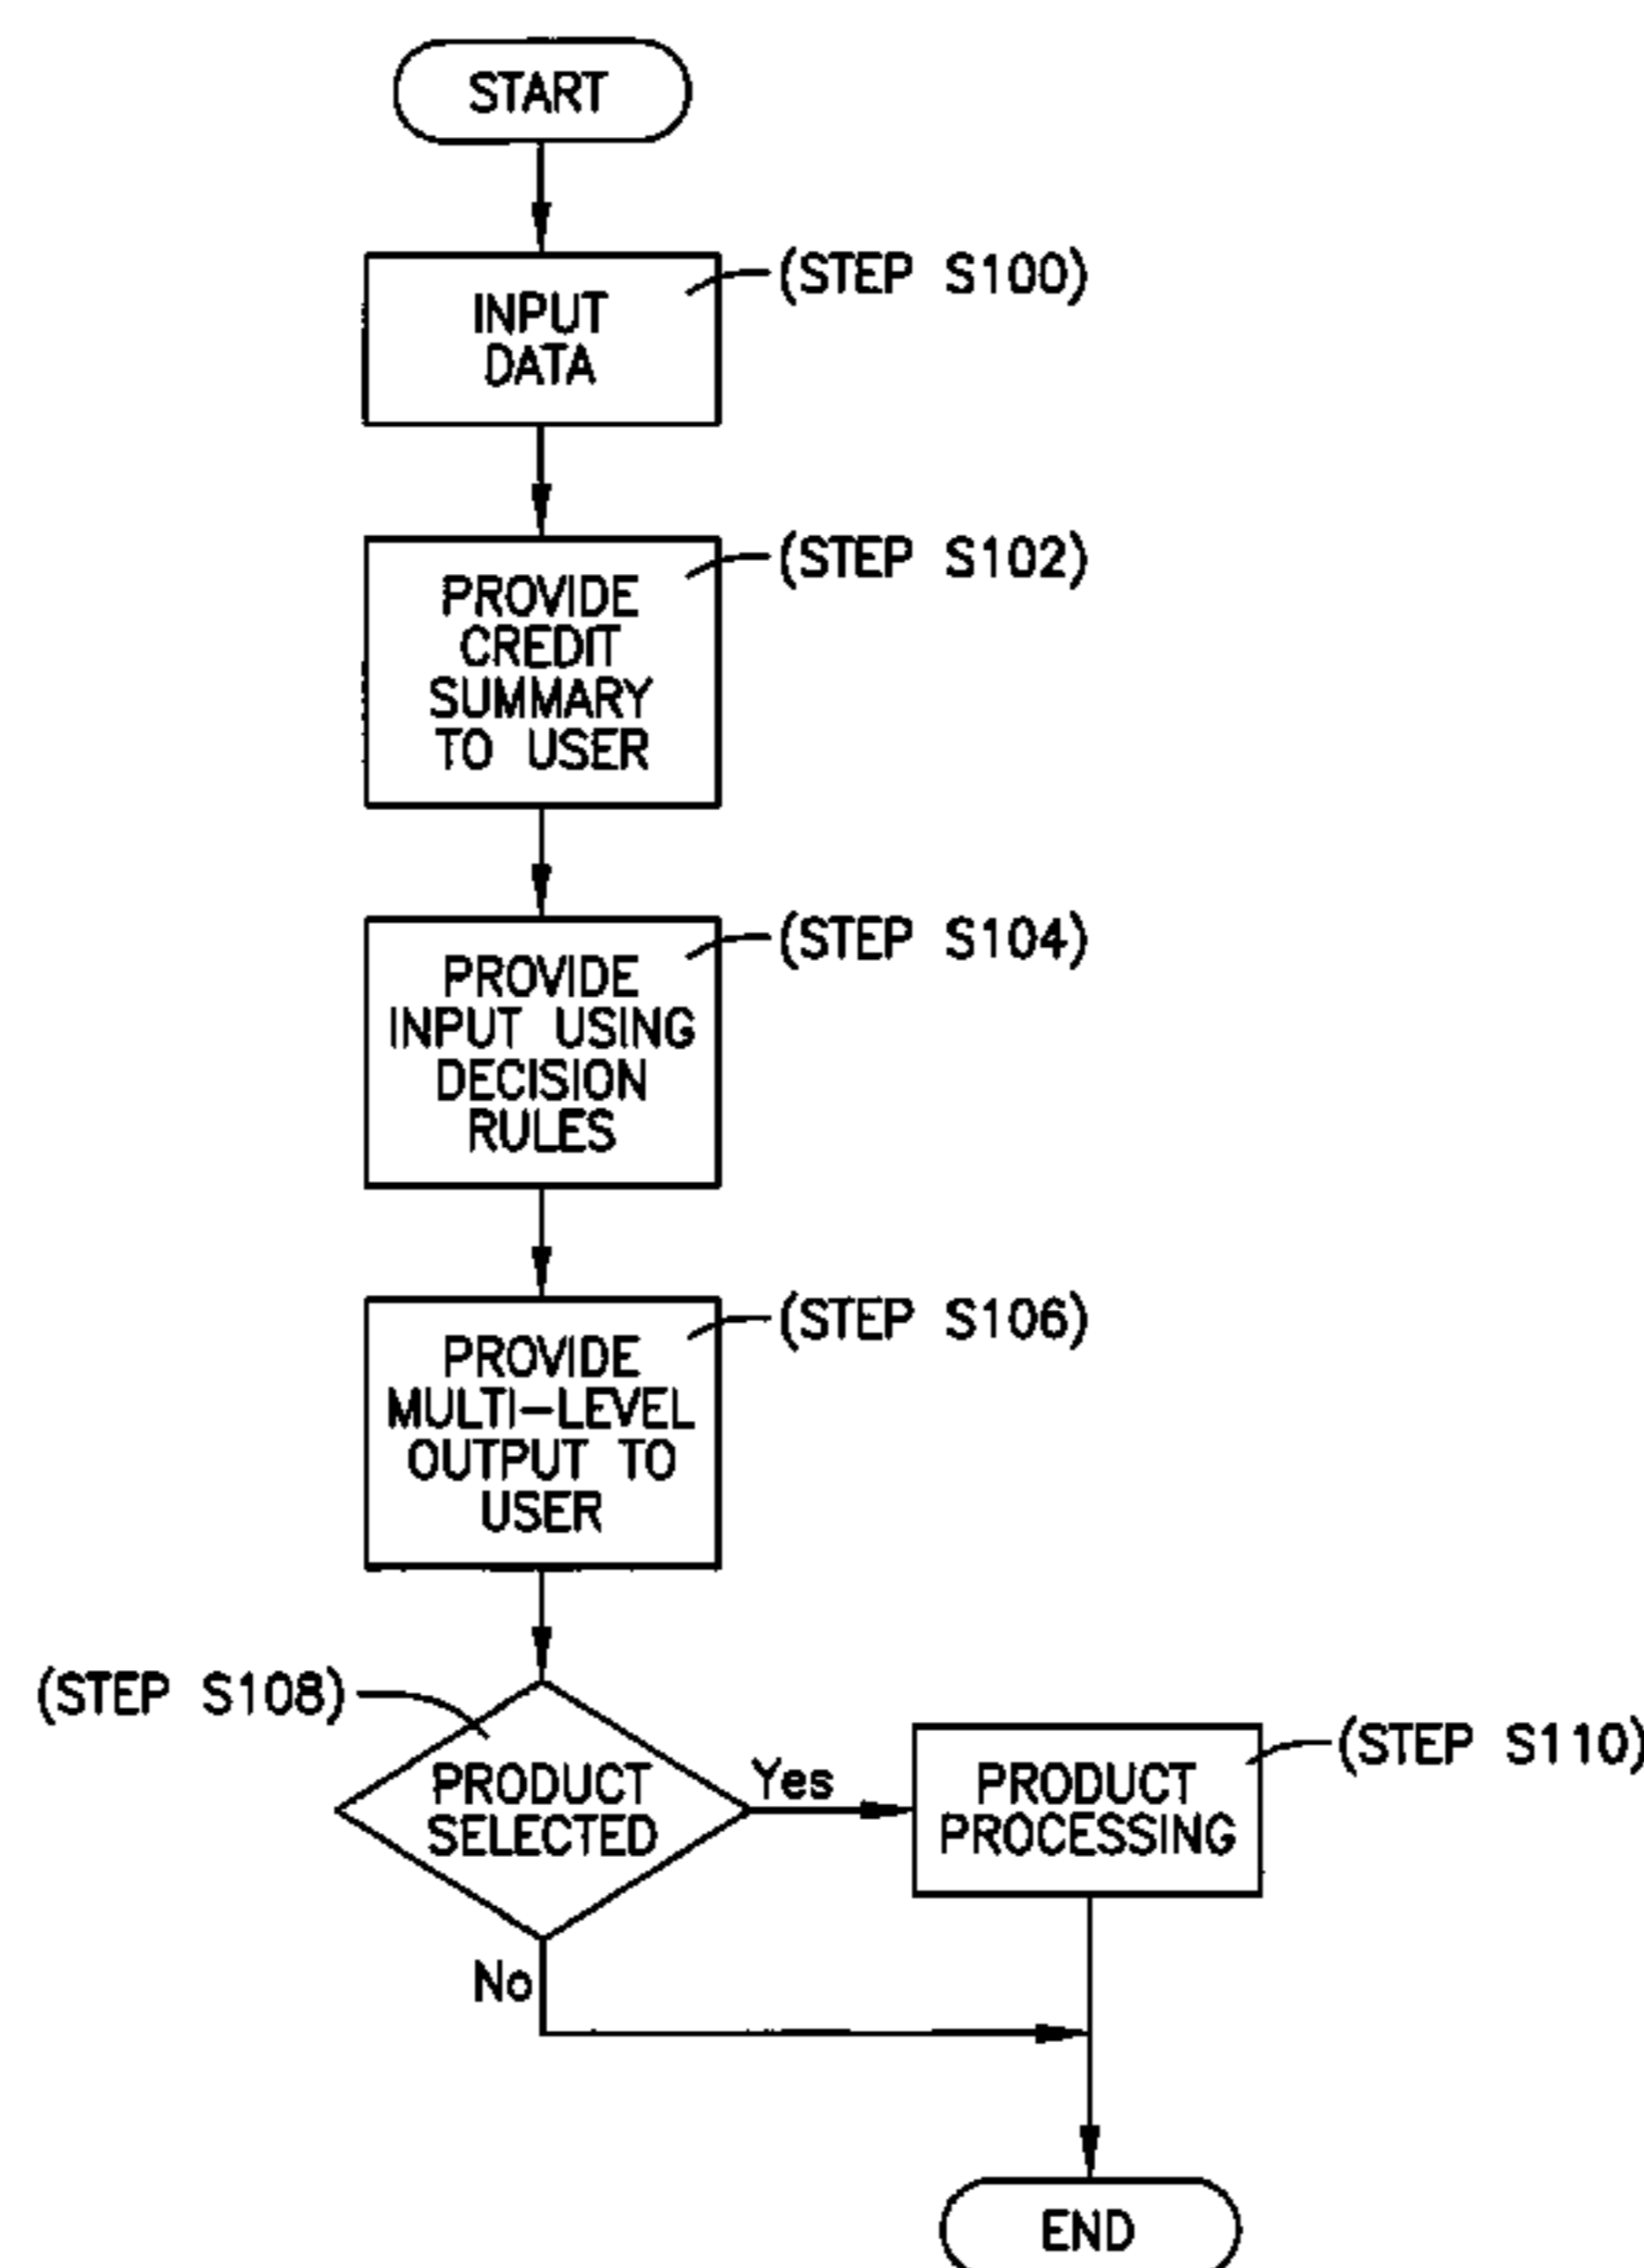 START
(STEP S100)
INPUT
DATA
(STEP S102)
PROVIDE
CREDIT
SUMMARY
TO USER
(STEP S104)
PROVIDE
INPUT USING
DECISION
RULES
(STEP S106)
PROVIDE
MULTI-LEVEL
OUTPUT TO
USER
(STEP S108)
PRODUCT
SELECTED
Yes
No
(STEP S110)
PRODUCT
PROCESSING
END